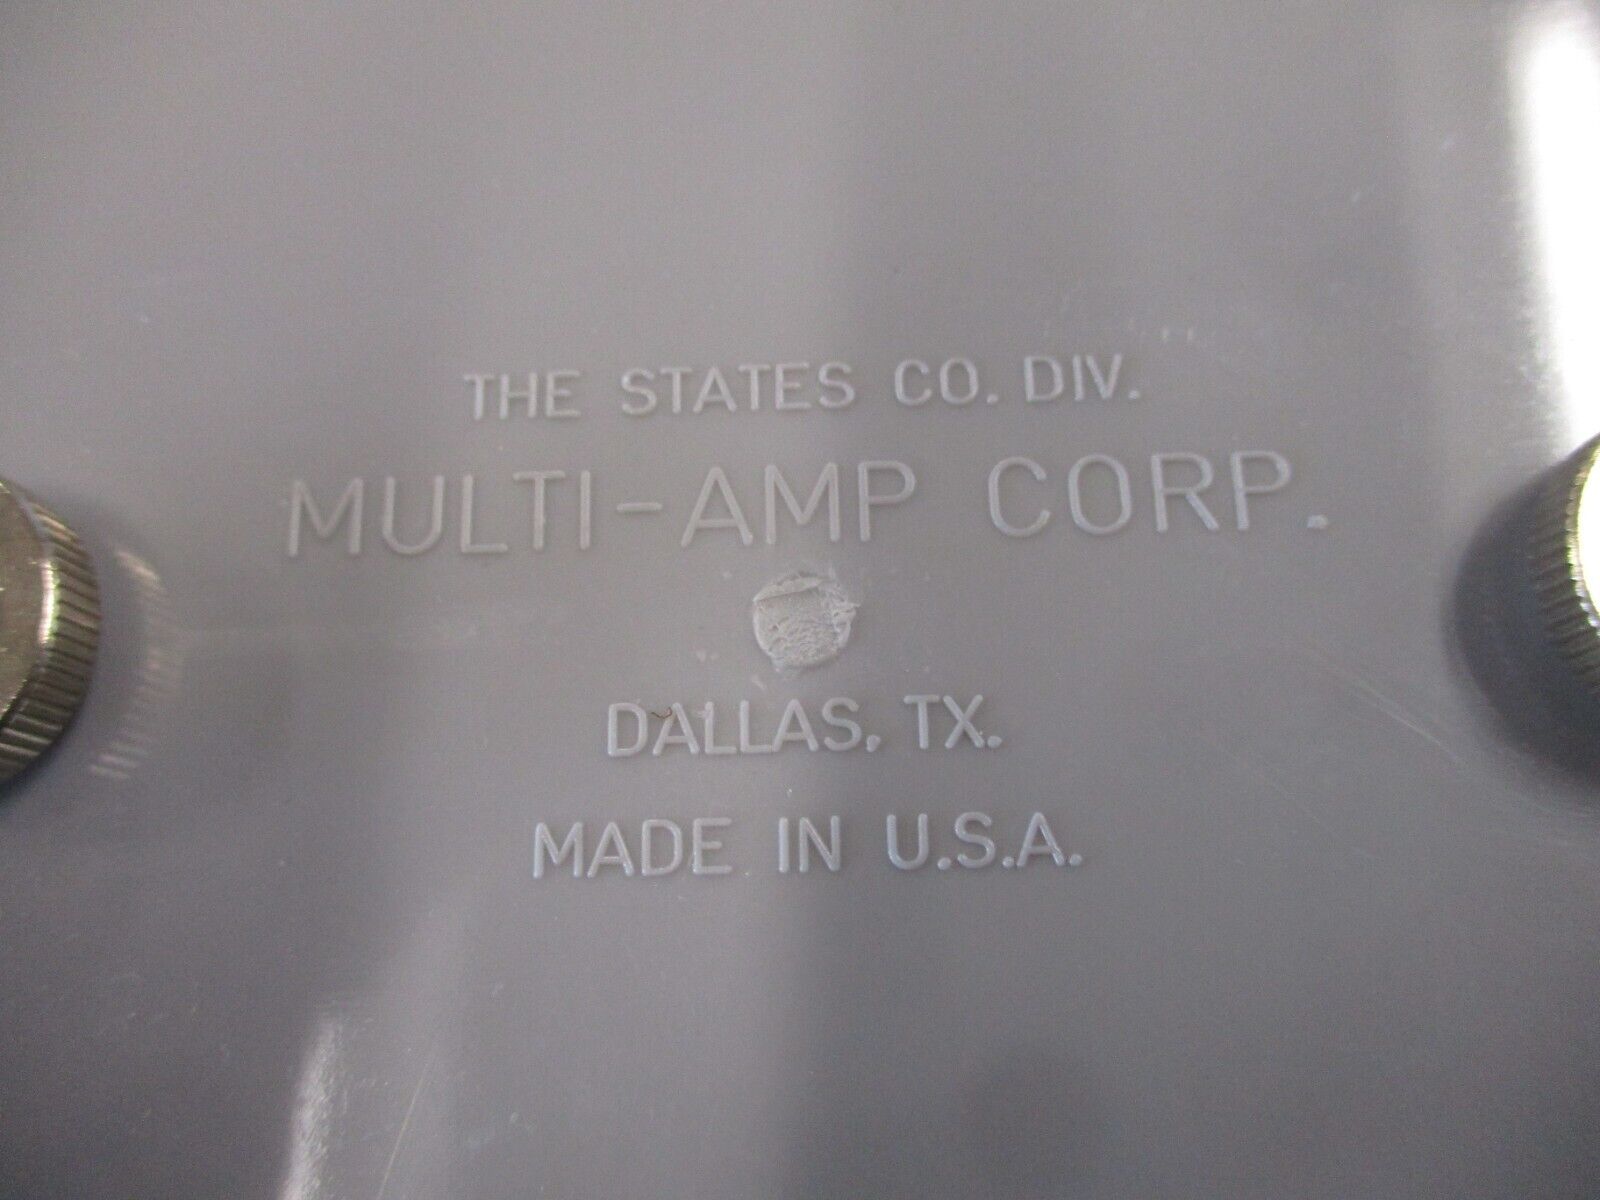 THE STATES CO. DIV.
MULTI-AMP CORP.
DALLAS, TX.
MADE IN U.S.A.